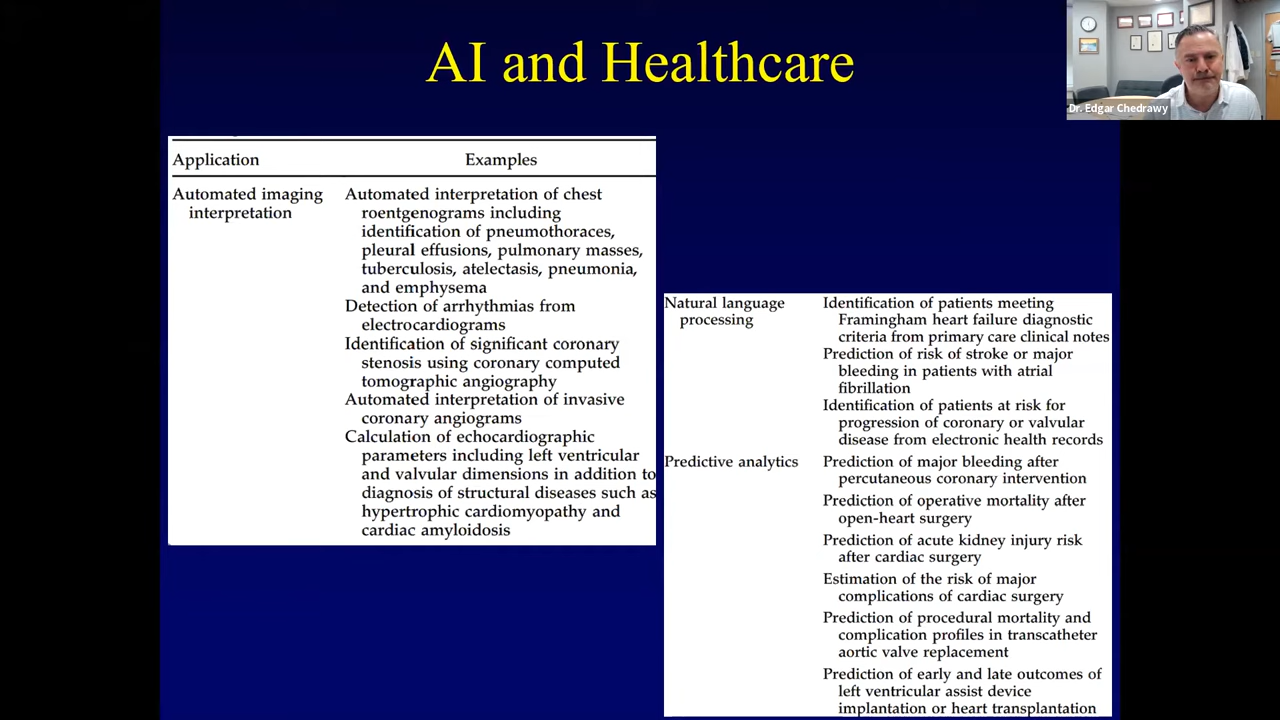 AI and Healthcare
Dr. Edgar Chedrawy
Application Examples
Automated imaging
interpretation
Automated interpretation of chest
roentgenograms including
identification of pneumothoraces,
pleural effusions, pulmonary masses,
tuberculosis, atelectasis, pneumonia,
and emphysema
Detection of arrhythmias from
electrocardiograms
Identification of significant coronary
stenosis using coronary computed
tomographic angiography
Automated interpretation of invasive
coronary angiograms
Calculation of echocardiographic
parameters including left ventricular
and valvular dimensions in addition to
diagnosis of structural diseases such as
hypertrophic cardiomyopathy and
cardiac amyloidosis
Natural language
processing
Identification of patients meeting
Framingham heart failure diagnostic
criteria from primary care clinical notes
Prediction of risk of stroke or major
bleeding in patients with atrial
fibrillation
Identification of patients at risk for
progression of coronary or valvular
disease from electronic health records
Predictive analytics
Prediction of major bleeding after
percutaneous coronary intervention
Prediction of operative mortality after
open-heart surgery
Prediction of acute kidney injury risk
after cardiac surgery
Estimation of the risk of major
complications of cardiac surgery
Prediction of procedural mortality and
complication profiles in transcatheter
aortic valve replacement
Prediction of early and late outcomes of
left ventricular assist device
implantation or heart transplantation